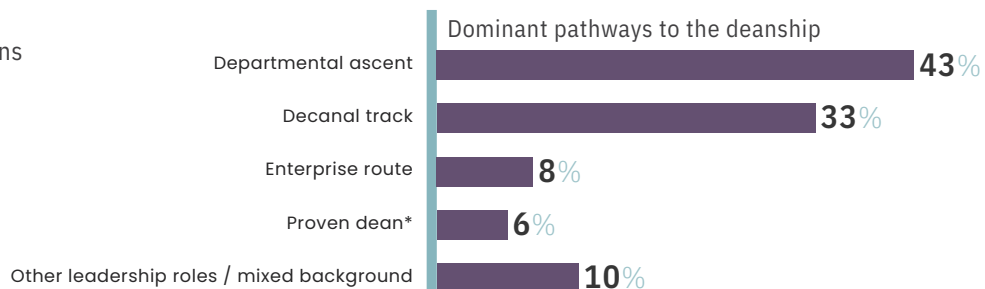 Dominant pathways to the deanship
ns
Departmental ascent 43%
Decanal track 33%
Enterprise route 8%
Proven dean* 6%
Other leadership roles / mixed background 10%